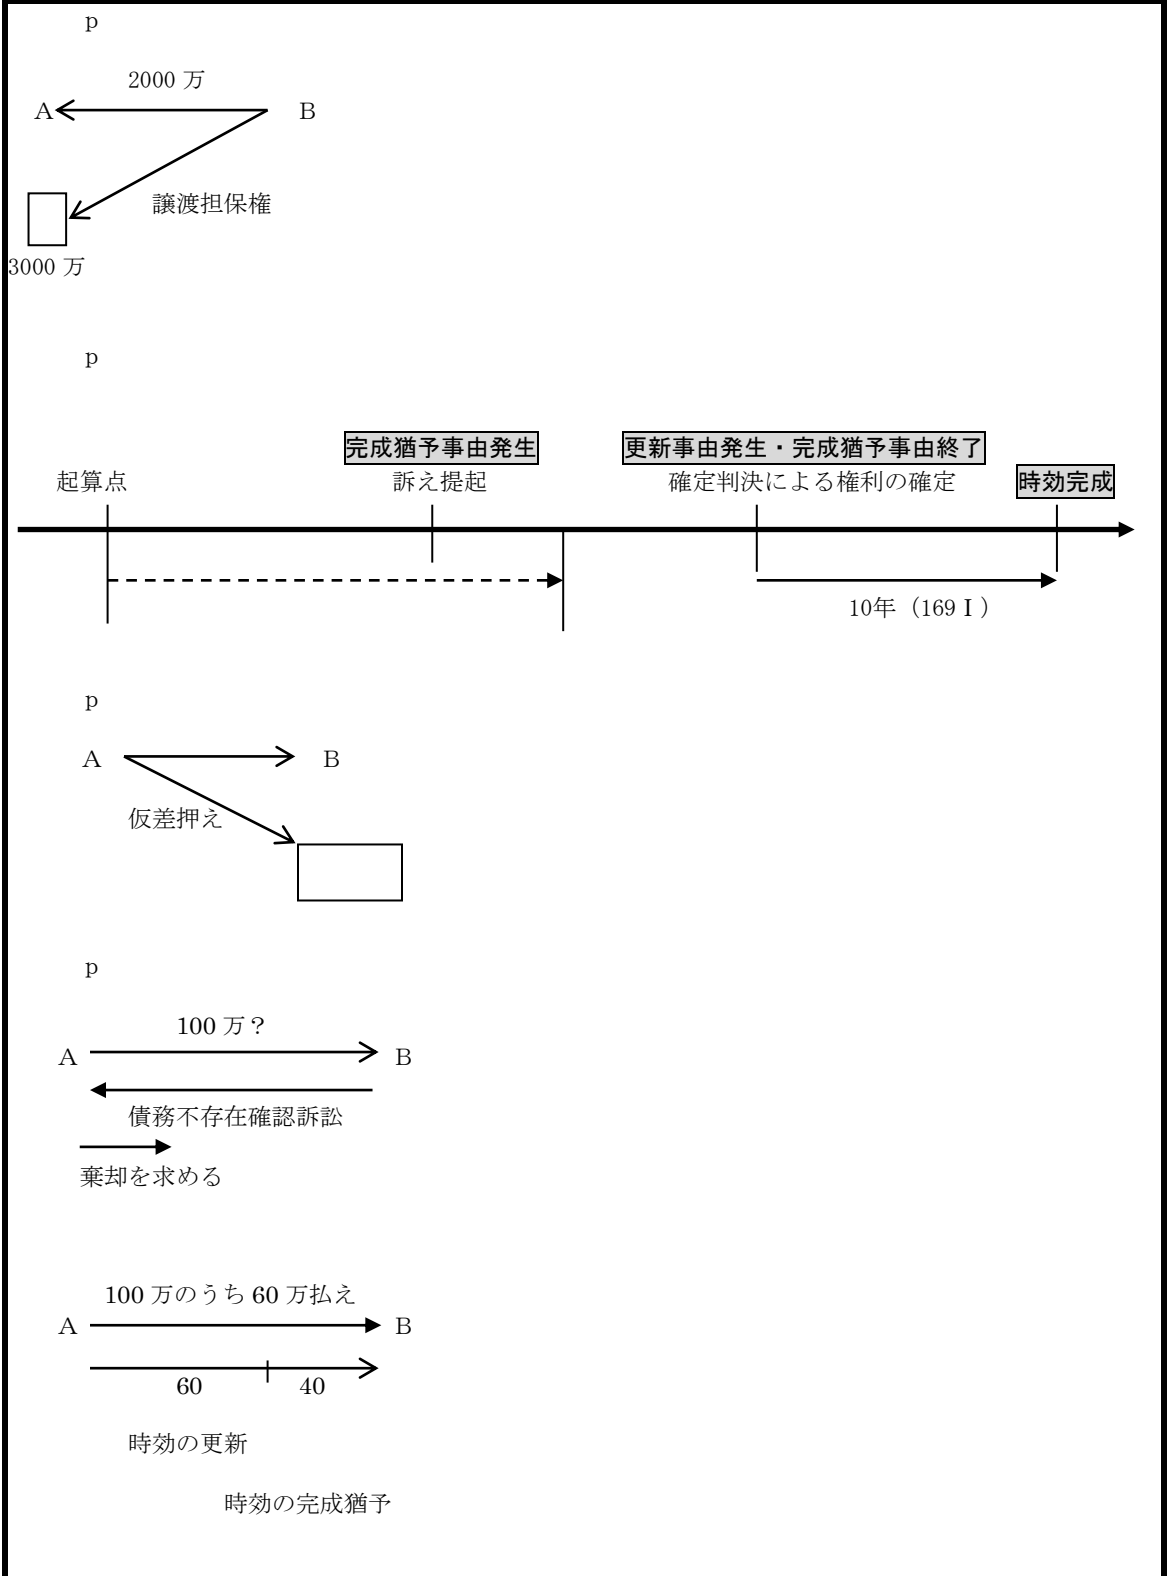 p
2000 万
A B
譲渡担保権
3000 万
p
完成猶予事由発生 更新事由発生・完成猶予事由終了
起算点 訴え提起 確定判決による権利の確定 時効完成
10年（169Ⅰ）
p
A B
仮差押え
p
100 万？
A B
債務不存在確認訴訟
棄却を求める
100 万のうち 60 万払え
A B
60 40
時効の更新
時効の完成猶予